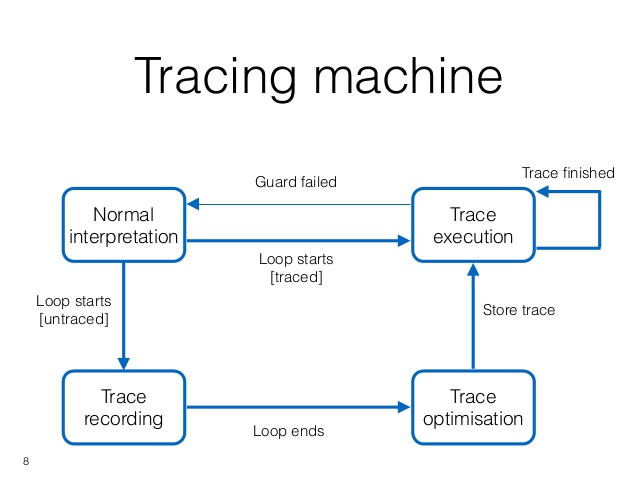 Tracing machine
Guard failed
Trace finished
Normal
interpretation
Trace
execution
Loop starts
[traced]
Loop starts
[untraced]
Store trace
Trace
recording
Trace
optimisation
Loop ends
8